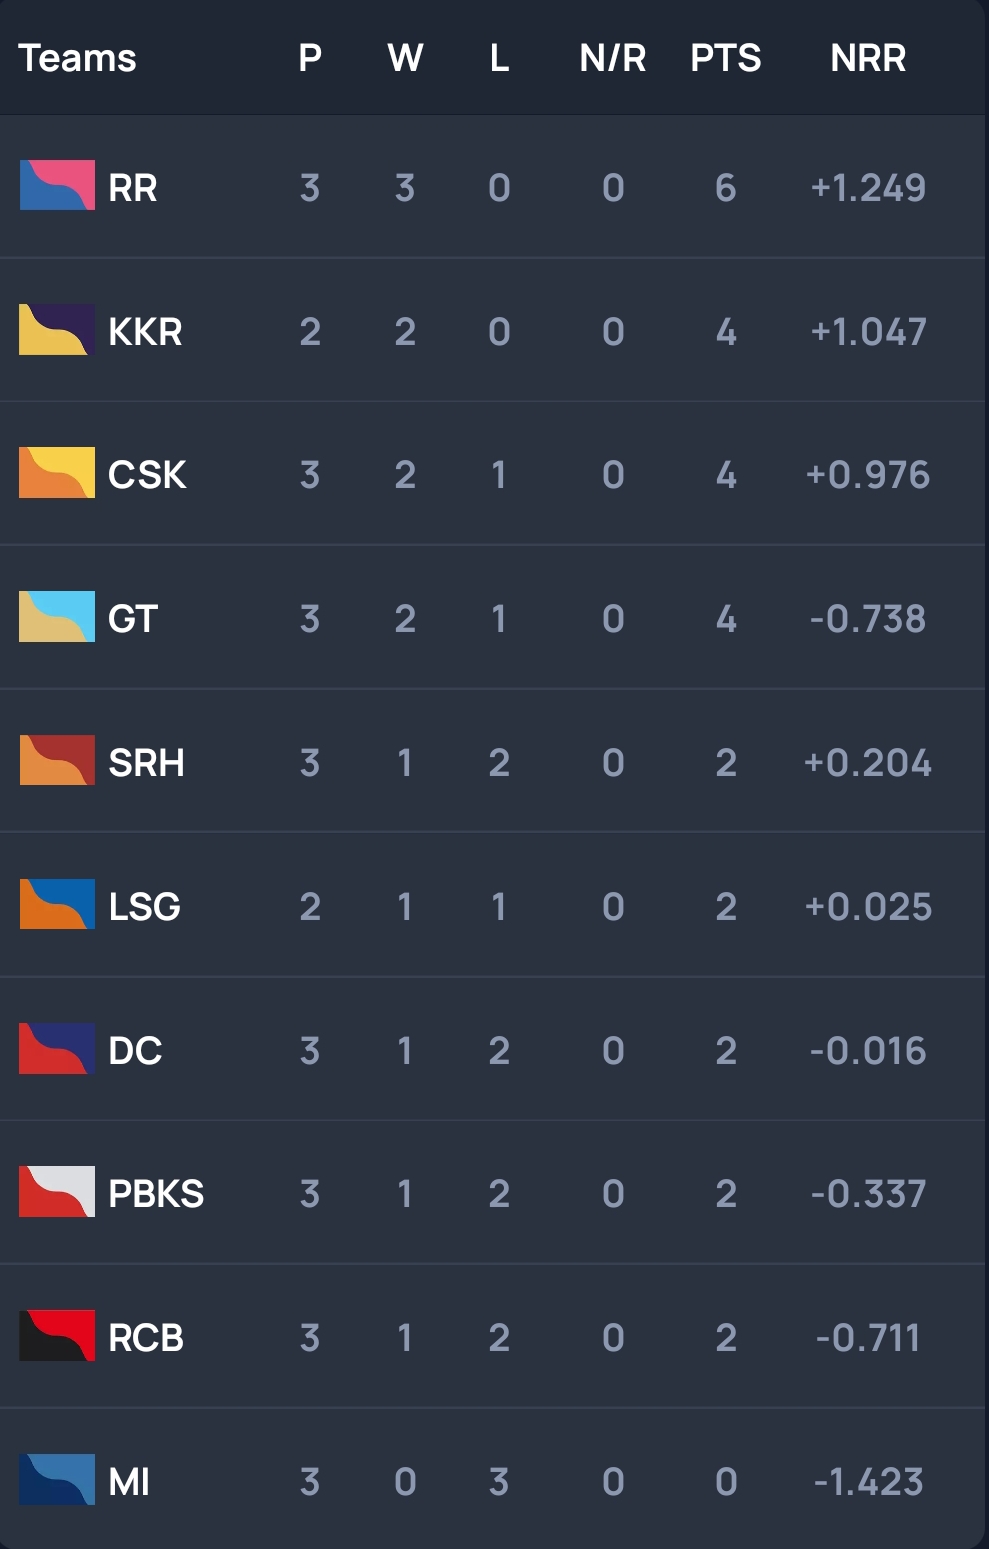 Teams P W L N/R PTS NRR
RR 3 3 0 0 6 +1.249
KKR 2 2 0 0 4 +1.047
CSK 3 2 1 0 4 +0.976
GT 3 2 1 0 4 -0.738
SRH 3 1 2 0 2 +0.204
LSG 2 1 1 0 2 +0.025
DC 3 1 2 0 2 -0.016
PBKS 3 1 2 0 2 -0.337
RCB 3 1 2 0 2 -0.711
MI 3 0 3 0 0 -1.423